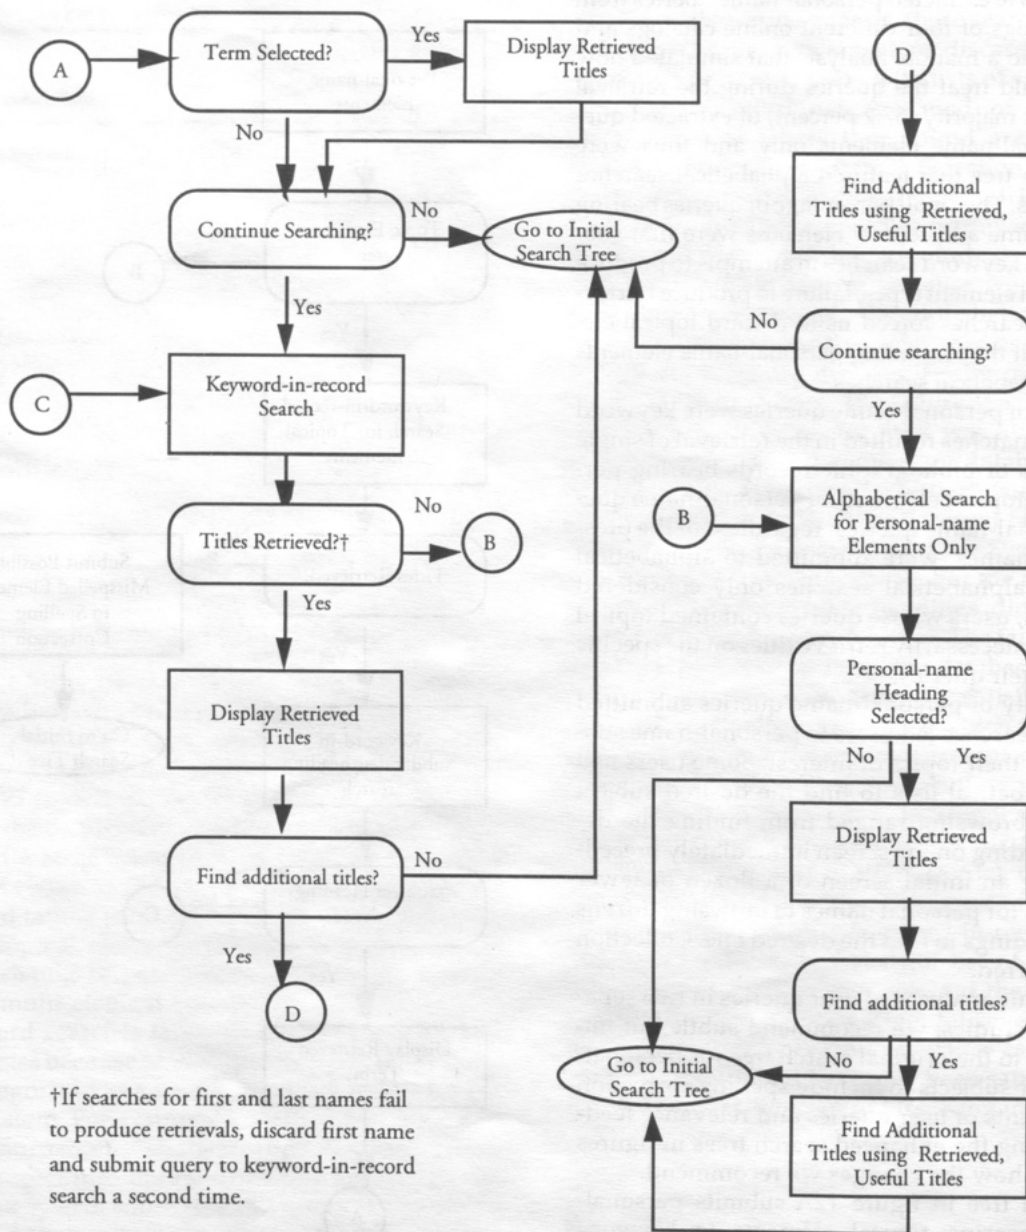 A
Term Selected?
Yes
Display Retrieved
Titles
No
Continue Searching?
No
Go to Initial
Search Tree
Yes
C
Keyword-in-record
Search
Titles Retrieved?†
No
B
Yes
Display Retrieved
Titles
Find additional titles?
No
Yes
D
†If searches for first and last names fail
to produce retrievals, discard first name
and submit query to keyword-in-record
search a second time.
D
Find Additional
Titles using Retrieved,
Useful Titles
No
Continue searching?
Yes
B
Alphaberical Search
for Personal-name
Elements Only
Personal-name
Heading
Selected?
No
Yes
Display Retrieved
Titles
Find additional titles?
No
Yes
Go to Initial
Search Tree
Find Additional
Titles using Retrieved,
Useful Titles